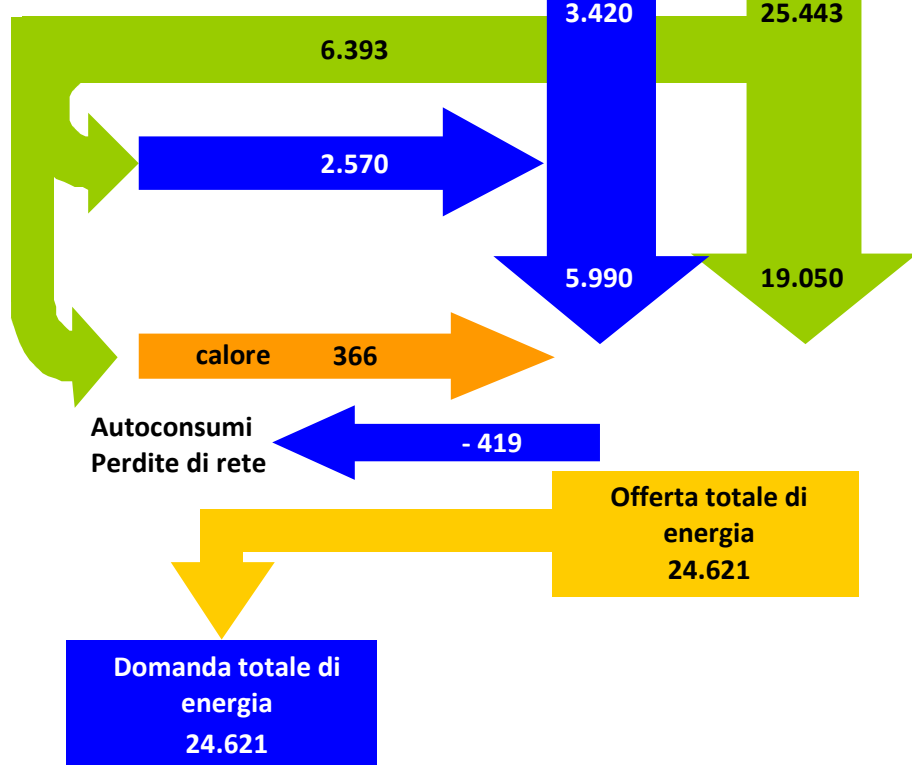 3.420
25.443
6.393
2.570
5.990
19.050
calore 366
Autoconsumi
Perdite di rete
- 419
Offerta totale di
energia
24.621
Domanda totale di
energia
24.621